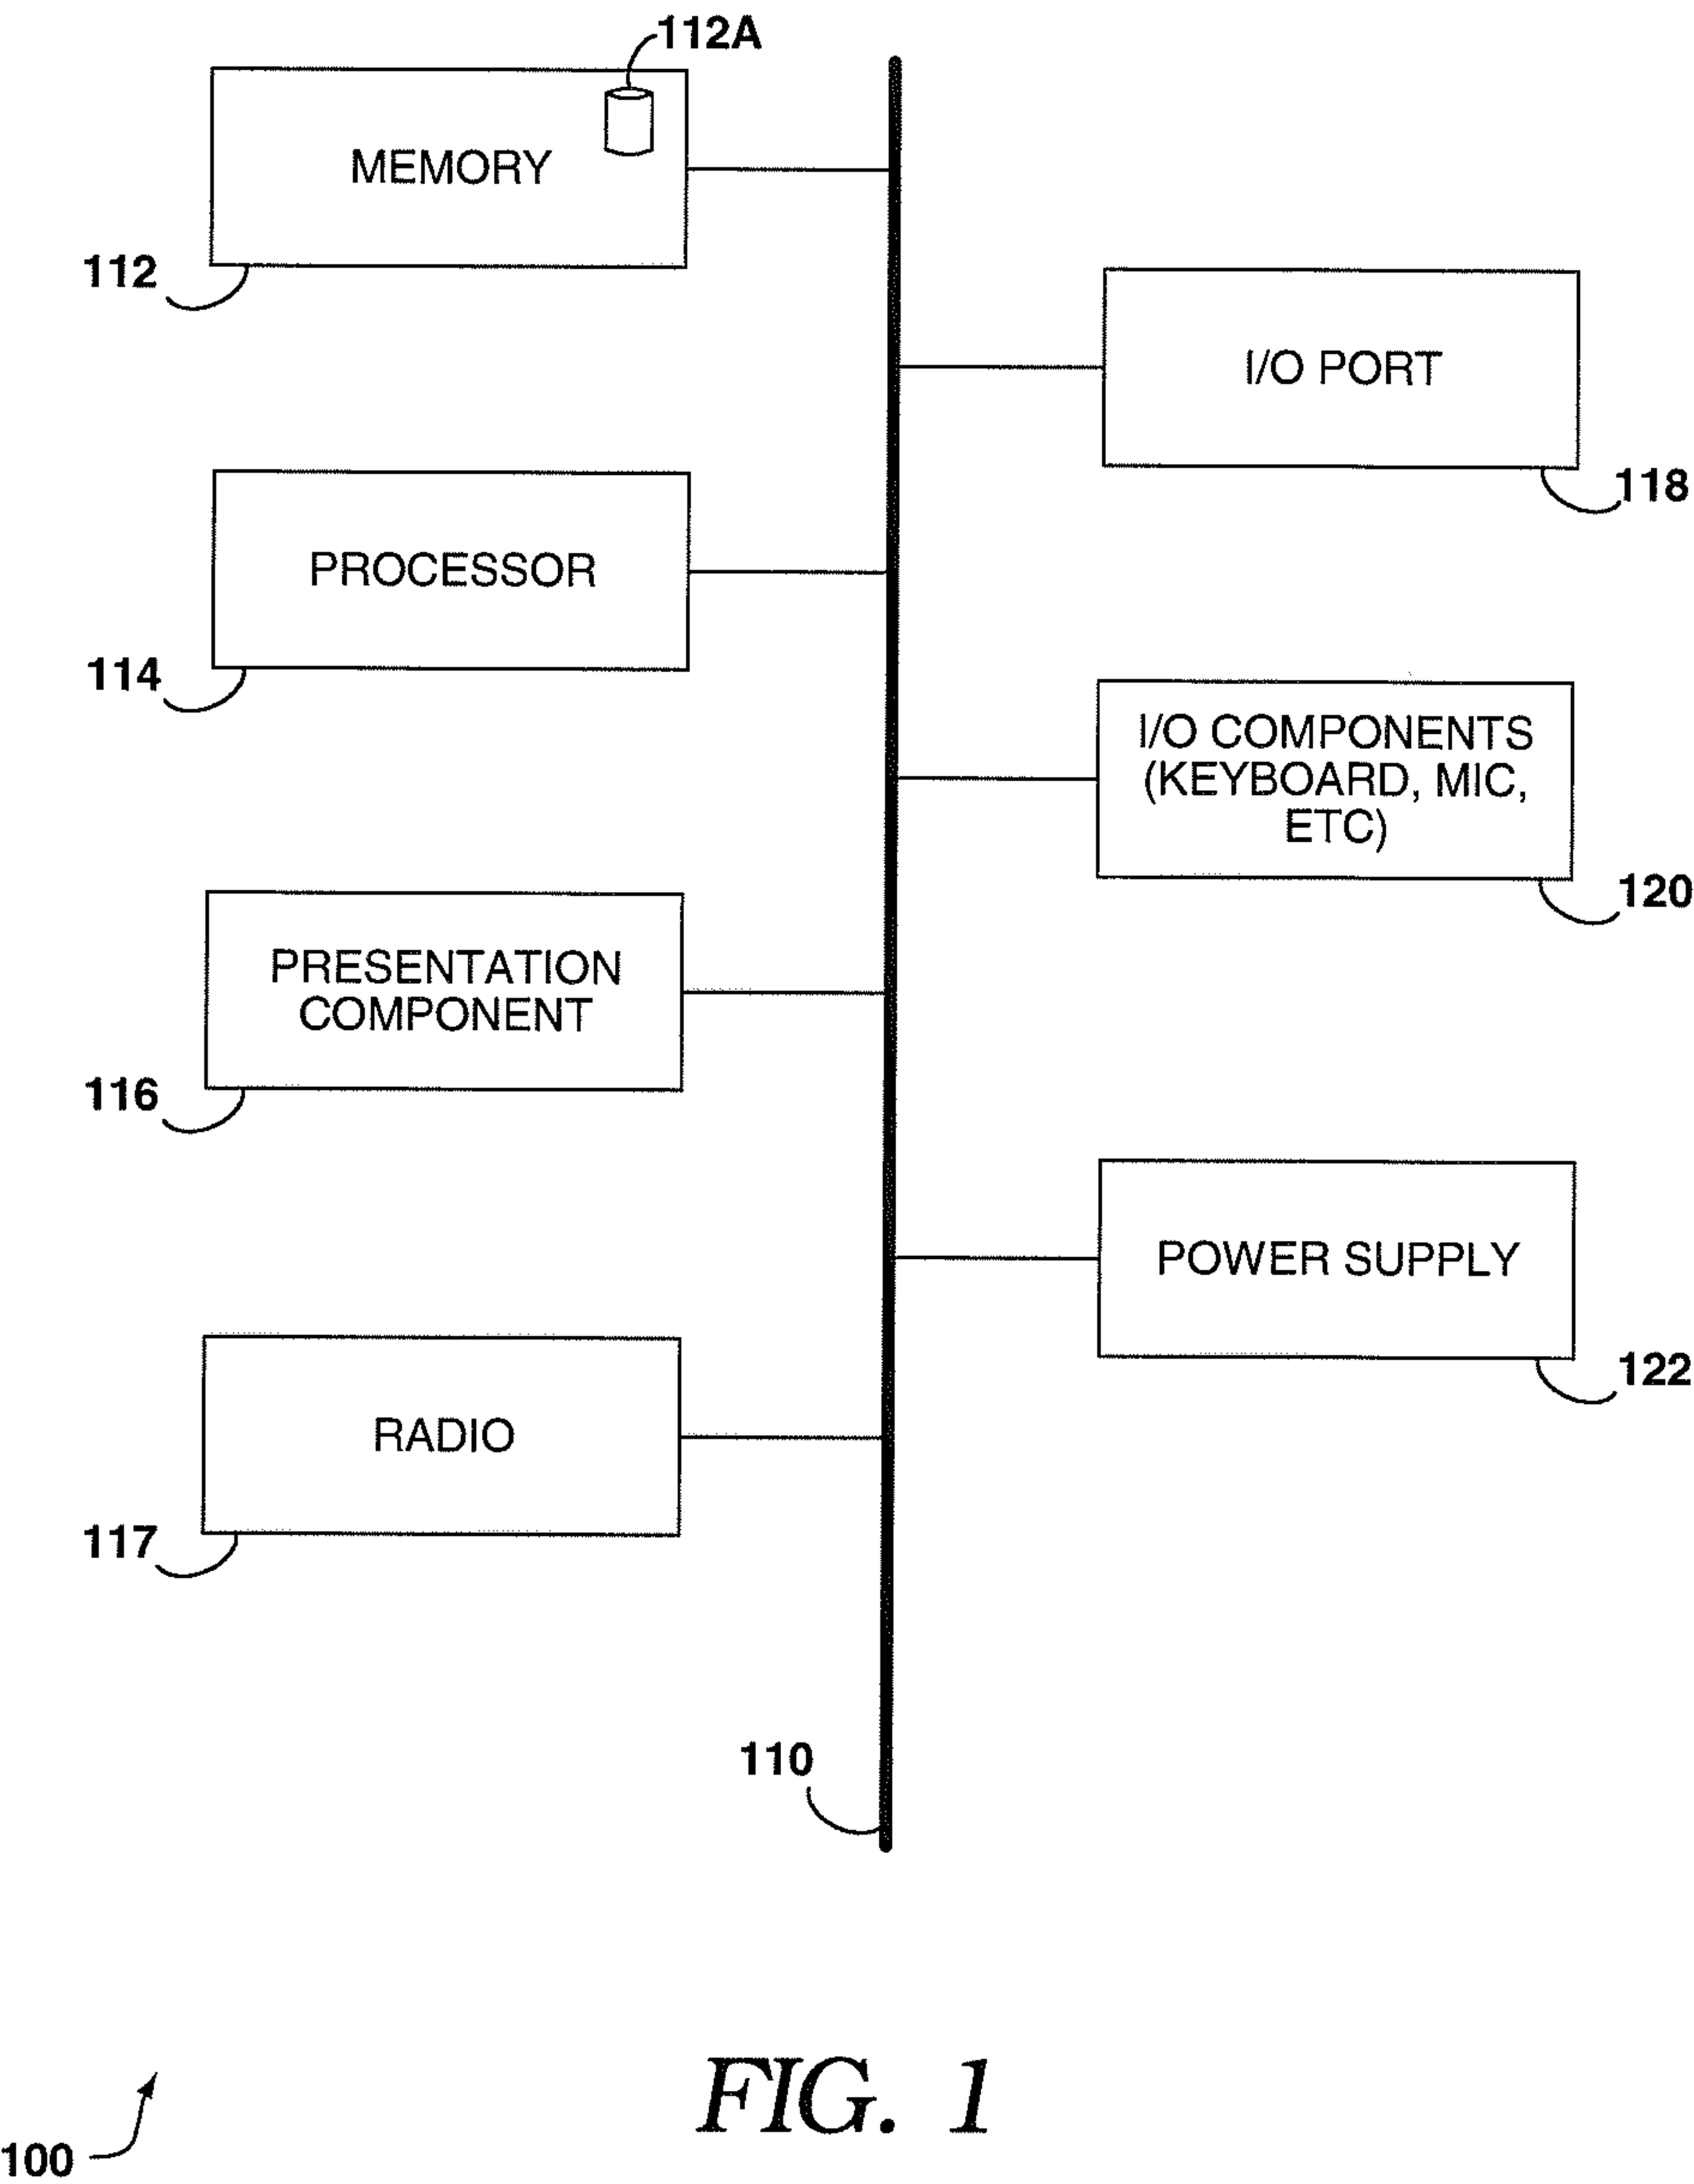 112A
MEMORY
112
I/O PORT
118
PROCESSOR
114
I/O COMPONENTS
(KEYBOARD, MIC,
ETC)
120
PRESENTATION
COMPONENT
116
POWER SUPPLY
122
RADIO
117
110
FIG. 1
100